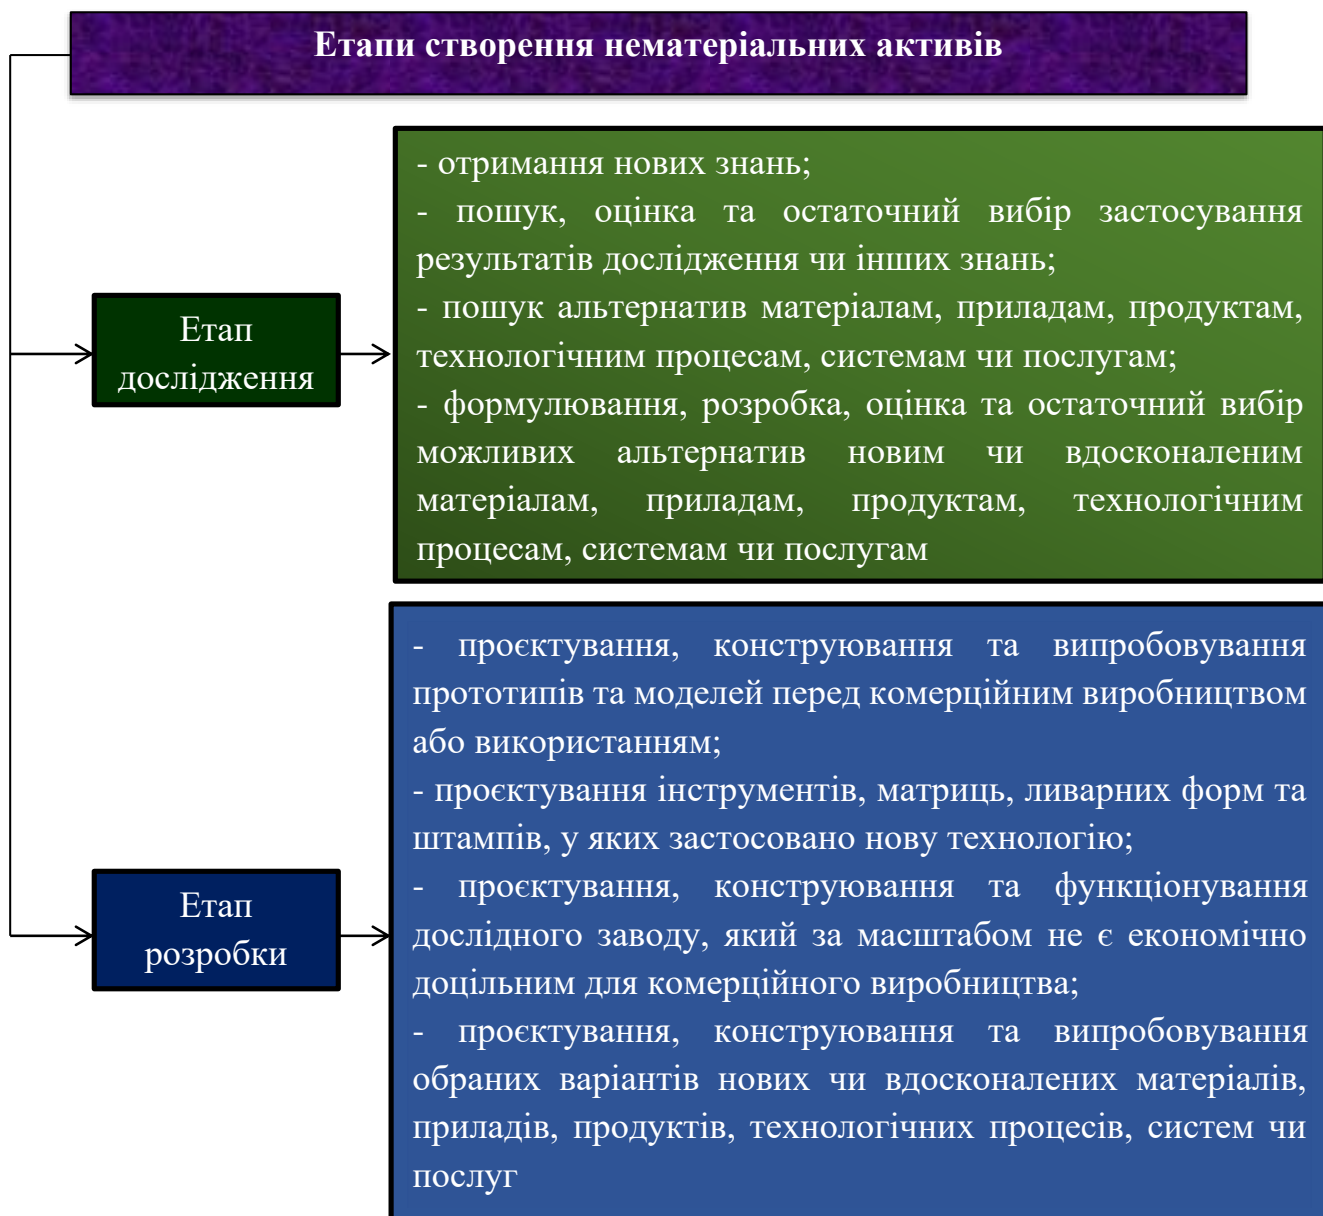 Етапи створення нематеріальних активів
- отримання нових знань;
- пошук, оцінка та остаточний вибір застосування
результатів дослідження чи інших знань;
- пошук альтернатив матеріалам, приладам, продуктам,
технологічним процесам, системам чи послугам;
- формулювання, розробка, оцінка та остаточний вибір
можливих альтернатив новим чи вдосконаленим
матеріалам, приладам, продуктам, технологічним
процесам, системам чи послугам
Етап
дослідження
- проєктування, конструювання та випробовування
прототипів та моделей перед комерційним виробництвом
або використанням;
- проєктування інструментів, матриць, ливарних форм та
штампів, у яких застосовано нову технологію;
- проєктування, конструювання та функціонування
дослідного заводу, який за масштабом не є економічно
доцільним для комерційного виробництва;
- проєктування, конструювання та випробовування
обраних варіантів нових чи вдосконалених матеріалів,
приладів, продуктів, технологічних процесів, систем чи
послуг
Етап
розробки